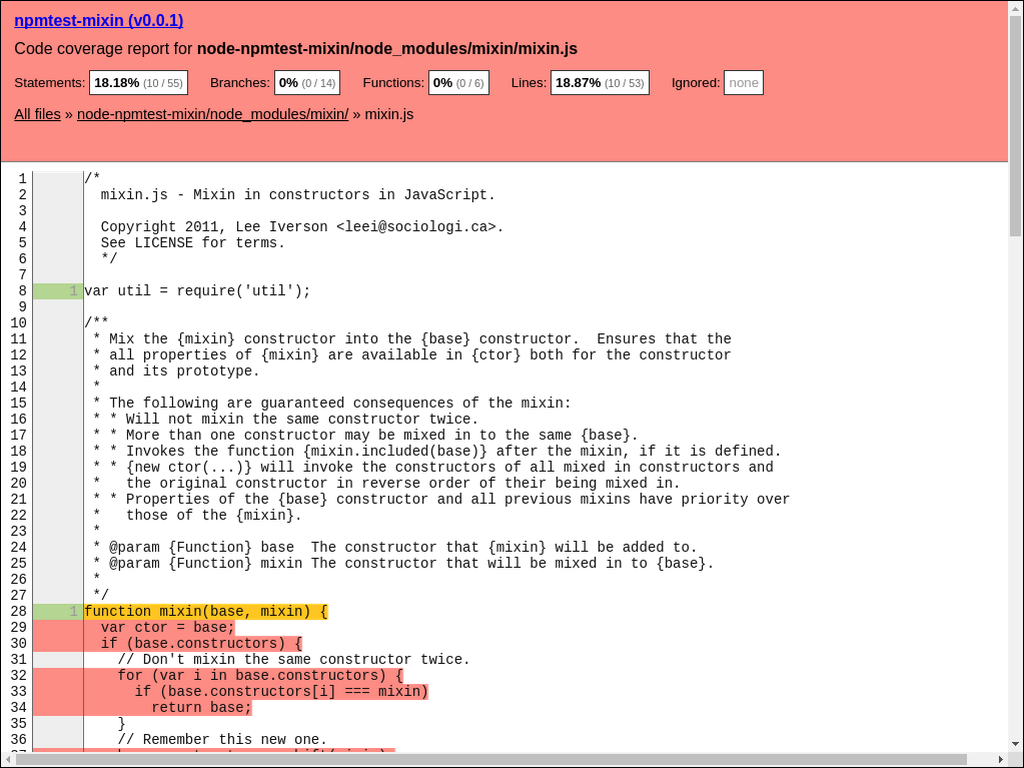 npmtest-mixin (v0.0.1)
Code coverage report for node-npmtest-mixin/node_modules/mixin/mixin.js
Statements: 18.18% (10 / 55) Branches: 0% (0 / 14) Functions: 0% (0 / 6) Lines: 18.87% (10 / 53) Ignored: none
All files » node-npmtest-mixin/node_modules/mixin/ » mixin.js
1 /*
2   mixin.js - Mixin in constructors in JavaScript.
3
4   Copyright 2011, Lee Iverson <leei@sociologi.ca>.
5   See LICENSE for terms.
6   */
7
8 1 var util = require('util');
9
10 /**
11  * Mix the {mixin} constructor into the {base} constructor.  Ensures that the
12  * all properties of {mixin} are available in {ctor} both for the constructor
13  * and its prototype.
14  *
15  * The following are guaranteed consequences of the mixin:
16  * * Will not mixin the same constructor twice.
17  * * More than one constructor may be mixed in to the same {base}.
18  * * Invokes the function {mixin.included(base)} after the mixin, if it is defined.
19  * * {new ctor(...)} will invoke the constructors of all mixed in constructors and
20  *   the original constructor in reverse order of their being mixed in.
21  * * Properties of the {base} constructor and all previous mixins have priority over
22  *   those of the {mixin}.
23  *
24  * @param {Function} base  The constructor that {mixin} will be added to.
25  * @param {Function} mixin The constructor that will be mixed in to {base}.
26  *
27  */
28 1 function mixin(base, mixin) {
29   var ctor = base;
30   if (base.constructors) {
31     // Don't mixin the same constructor twice.
32     for (var i in base.constructors) {
33       if (base.constructors[i] === mixin)
34         return base;
35     }
36     // Remember this new one.